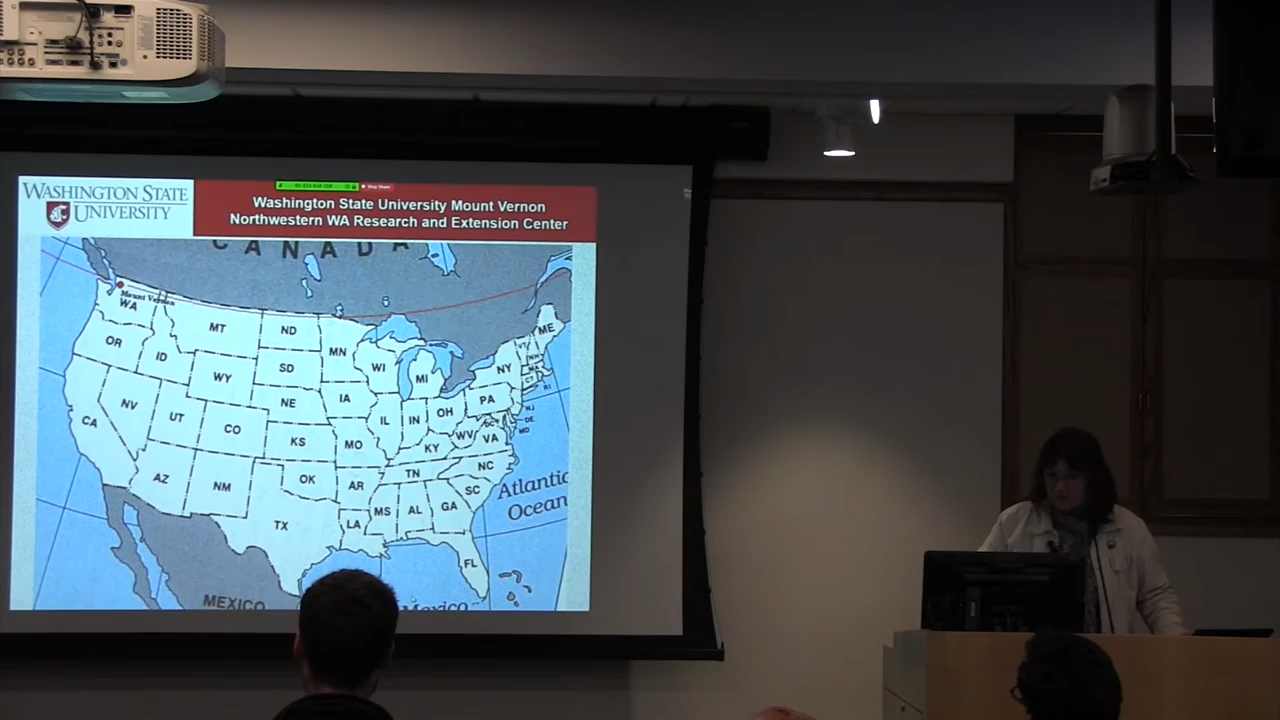 WASHINGTON STATE
UNIVERSITY
Stop Share
Washington State University Mount Vernon
Northwestern WA Research and Extension Center
CANADA
Mount Vernon
WA
MT
ND
MN
ME
OR
ID
SD
WI
VT
NH
WY
MI
NY
MA
CT
RI
NV
UT
NE
IA
PA
NJ
CA
CO
IL
IN
OH
DE
MD
DC
KS
MO
WV
VA
KY
AZ
NM
OK
AR
TN
NC
SC
Atlantic
Ocean
TX
LA
MS
AL
GA
FL
MEXICO
Mexico